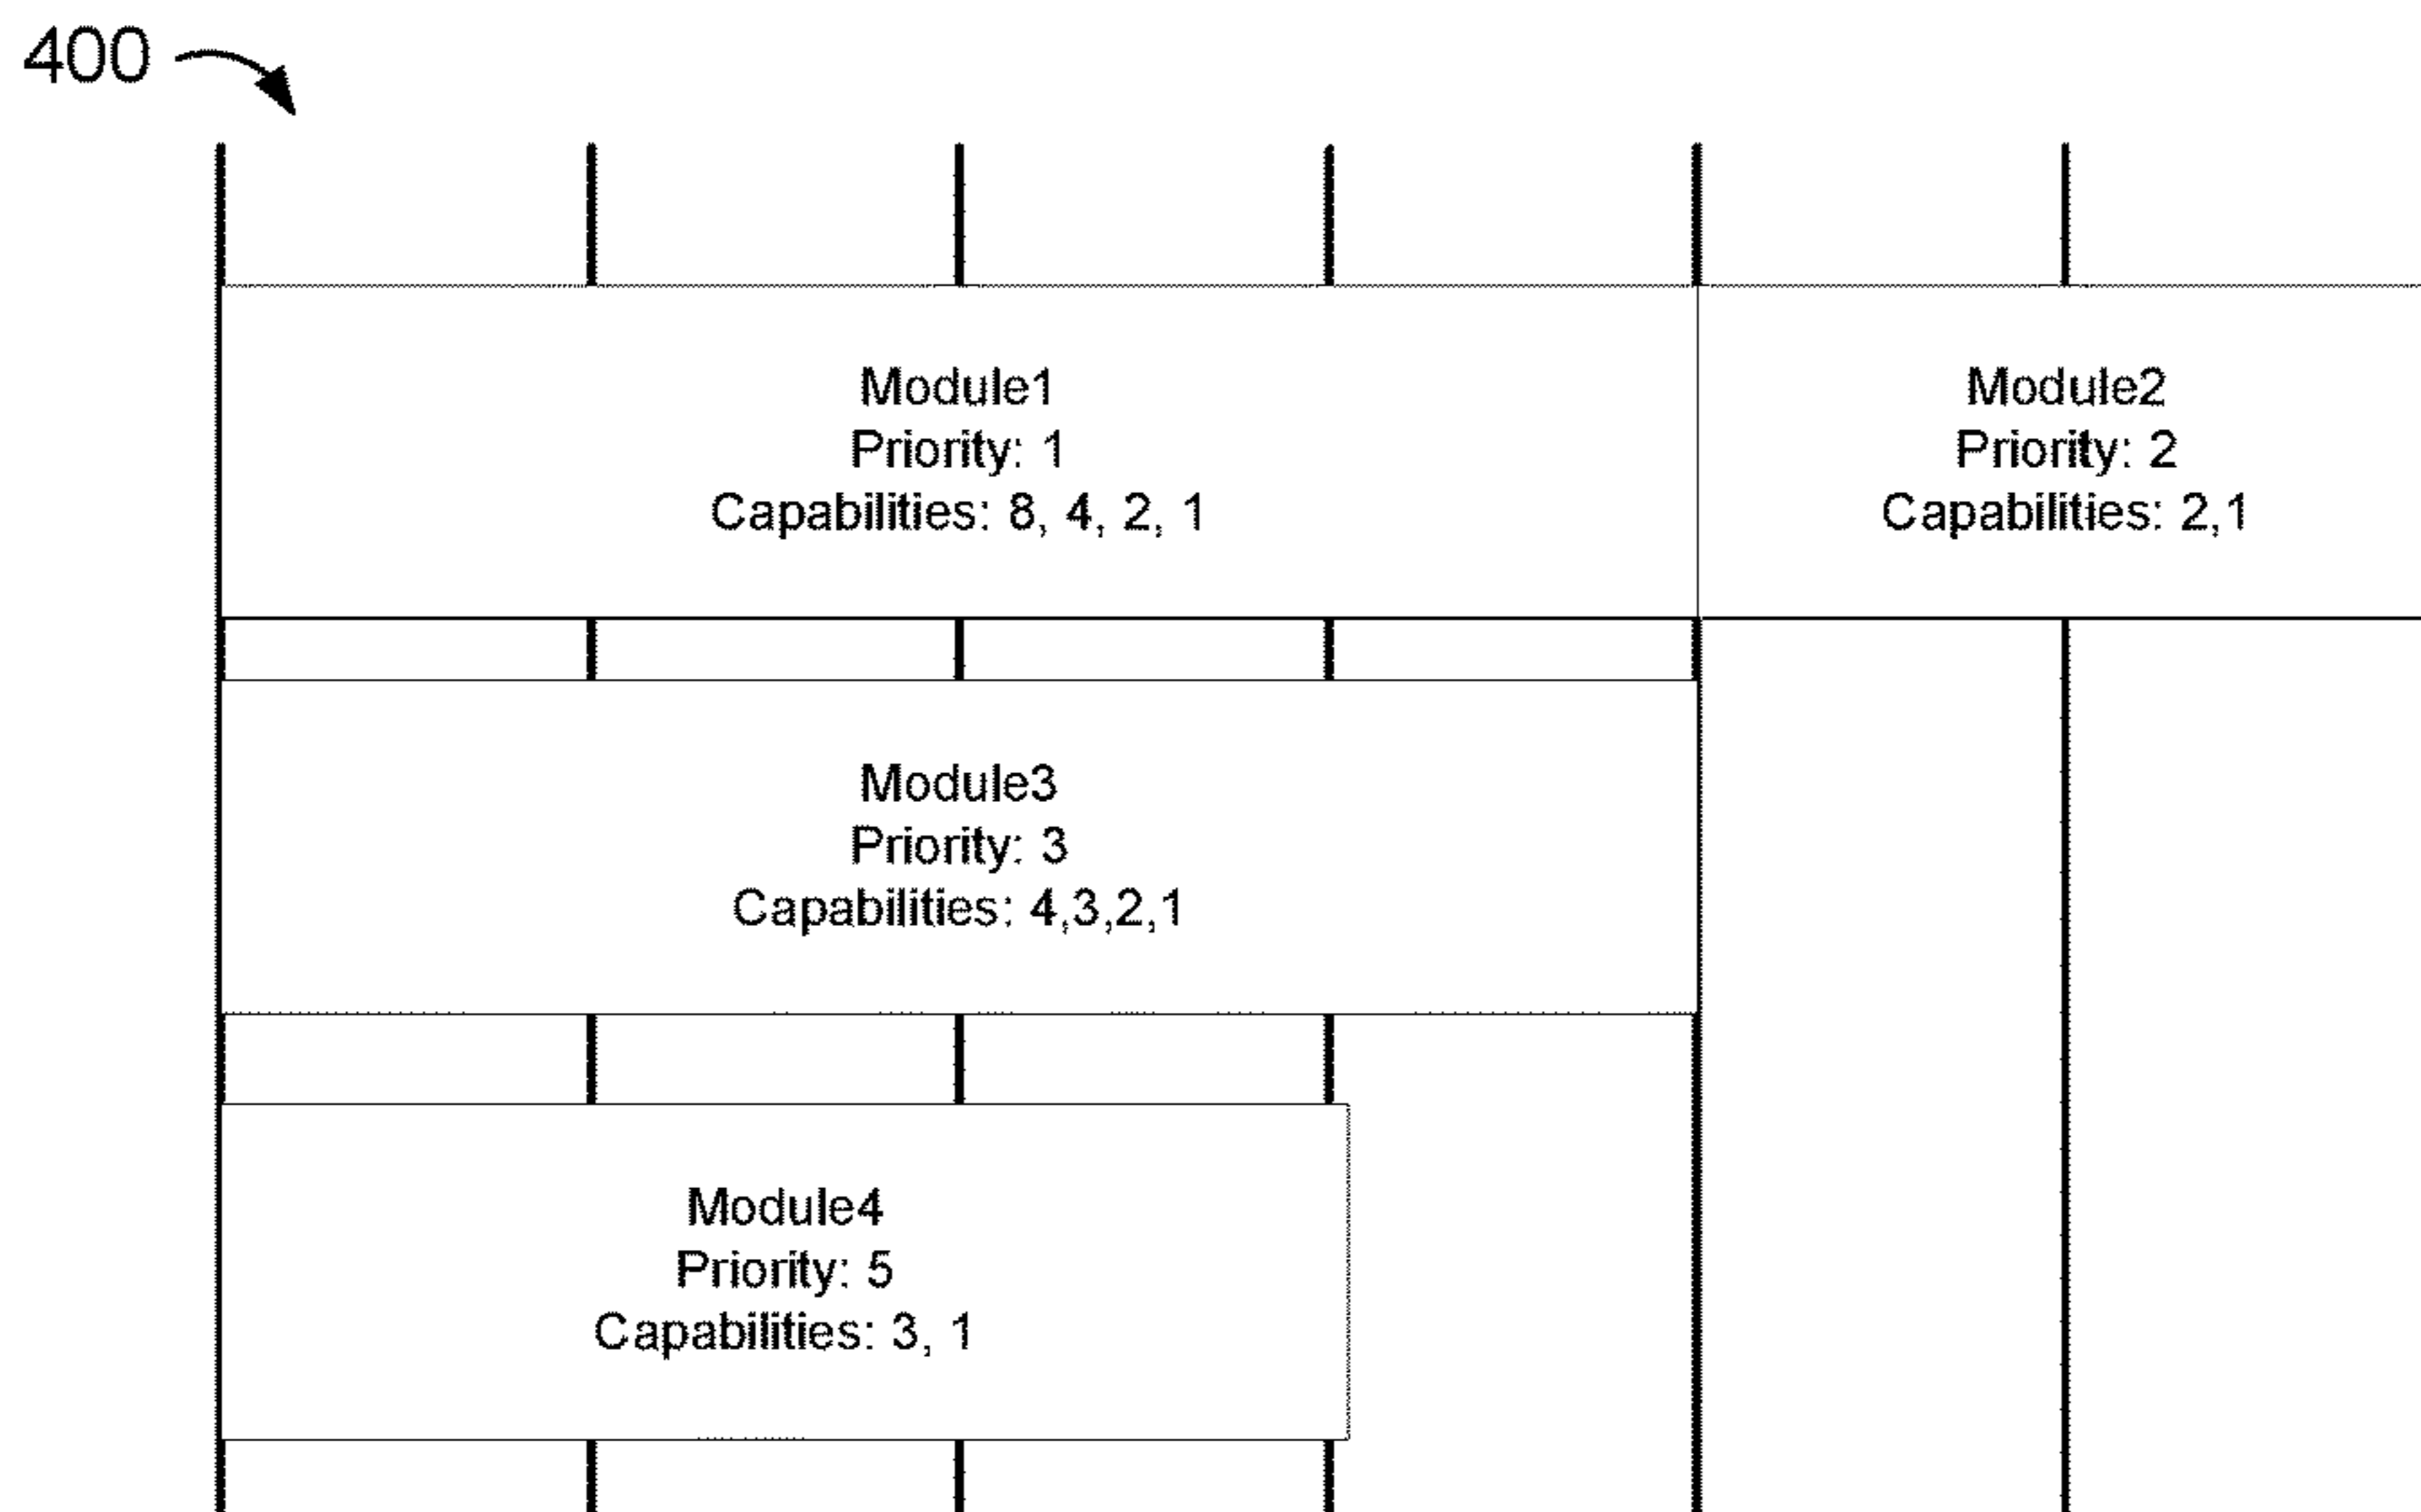 400
Module1
Priority: 1
Capabilities: 8, 4, 2, 1
Module2
Priority: 2
Capabilities: 2,1
Module3
Priority: 3
Capabilities: 4,3,2,1
Module4
Priority: 5
Capabilities: 3, 1